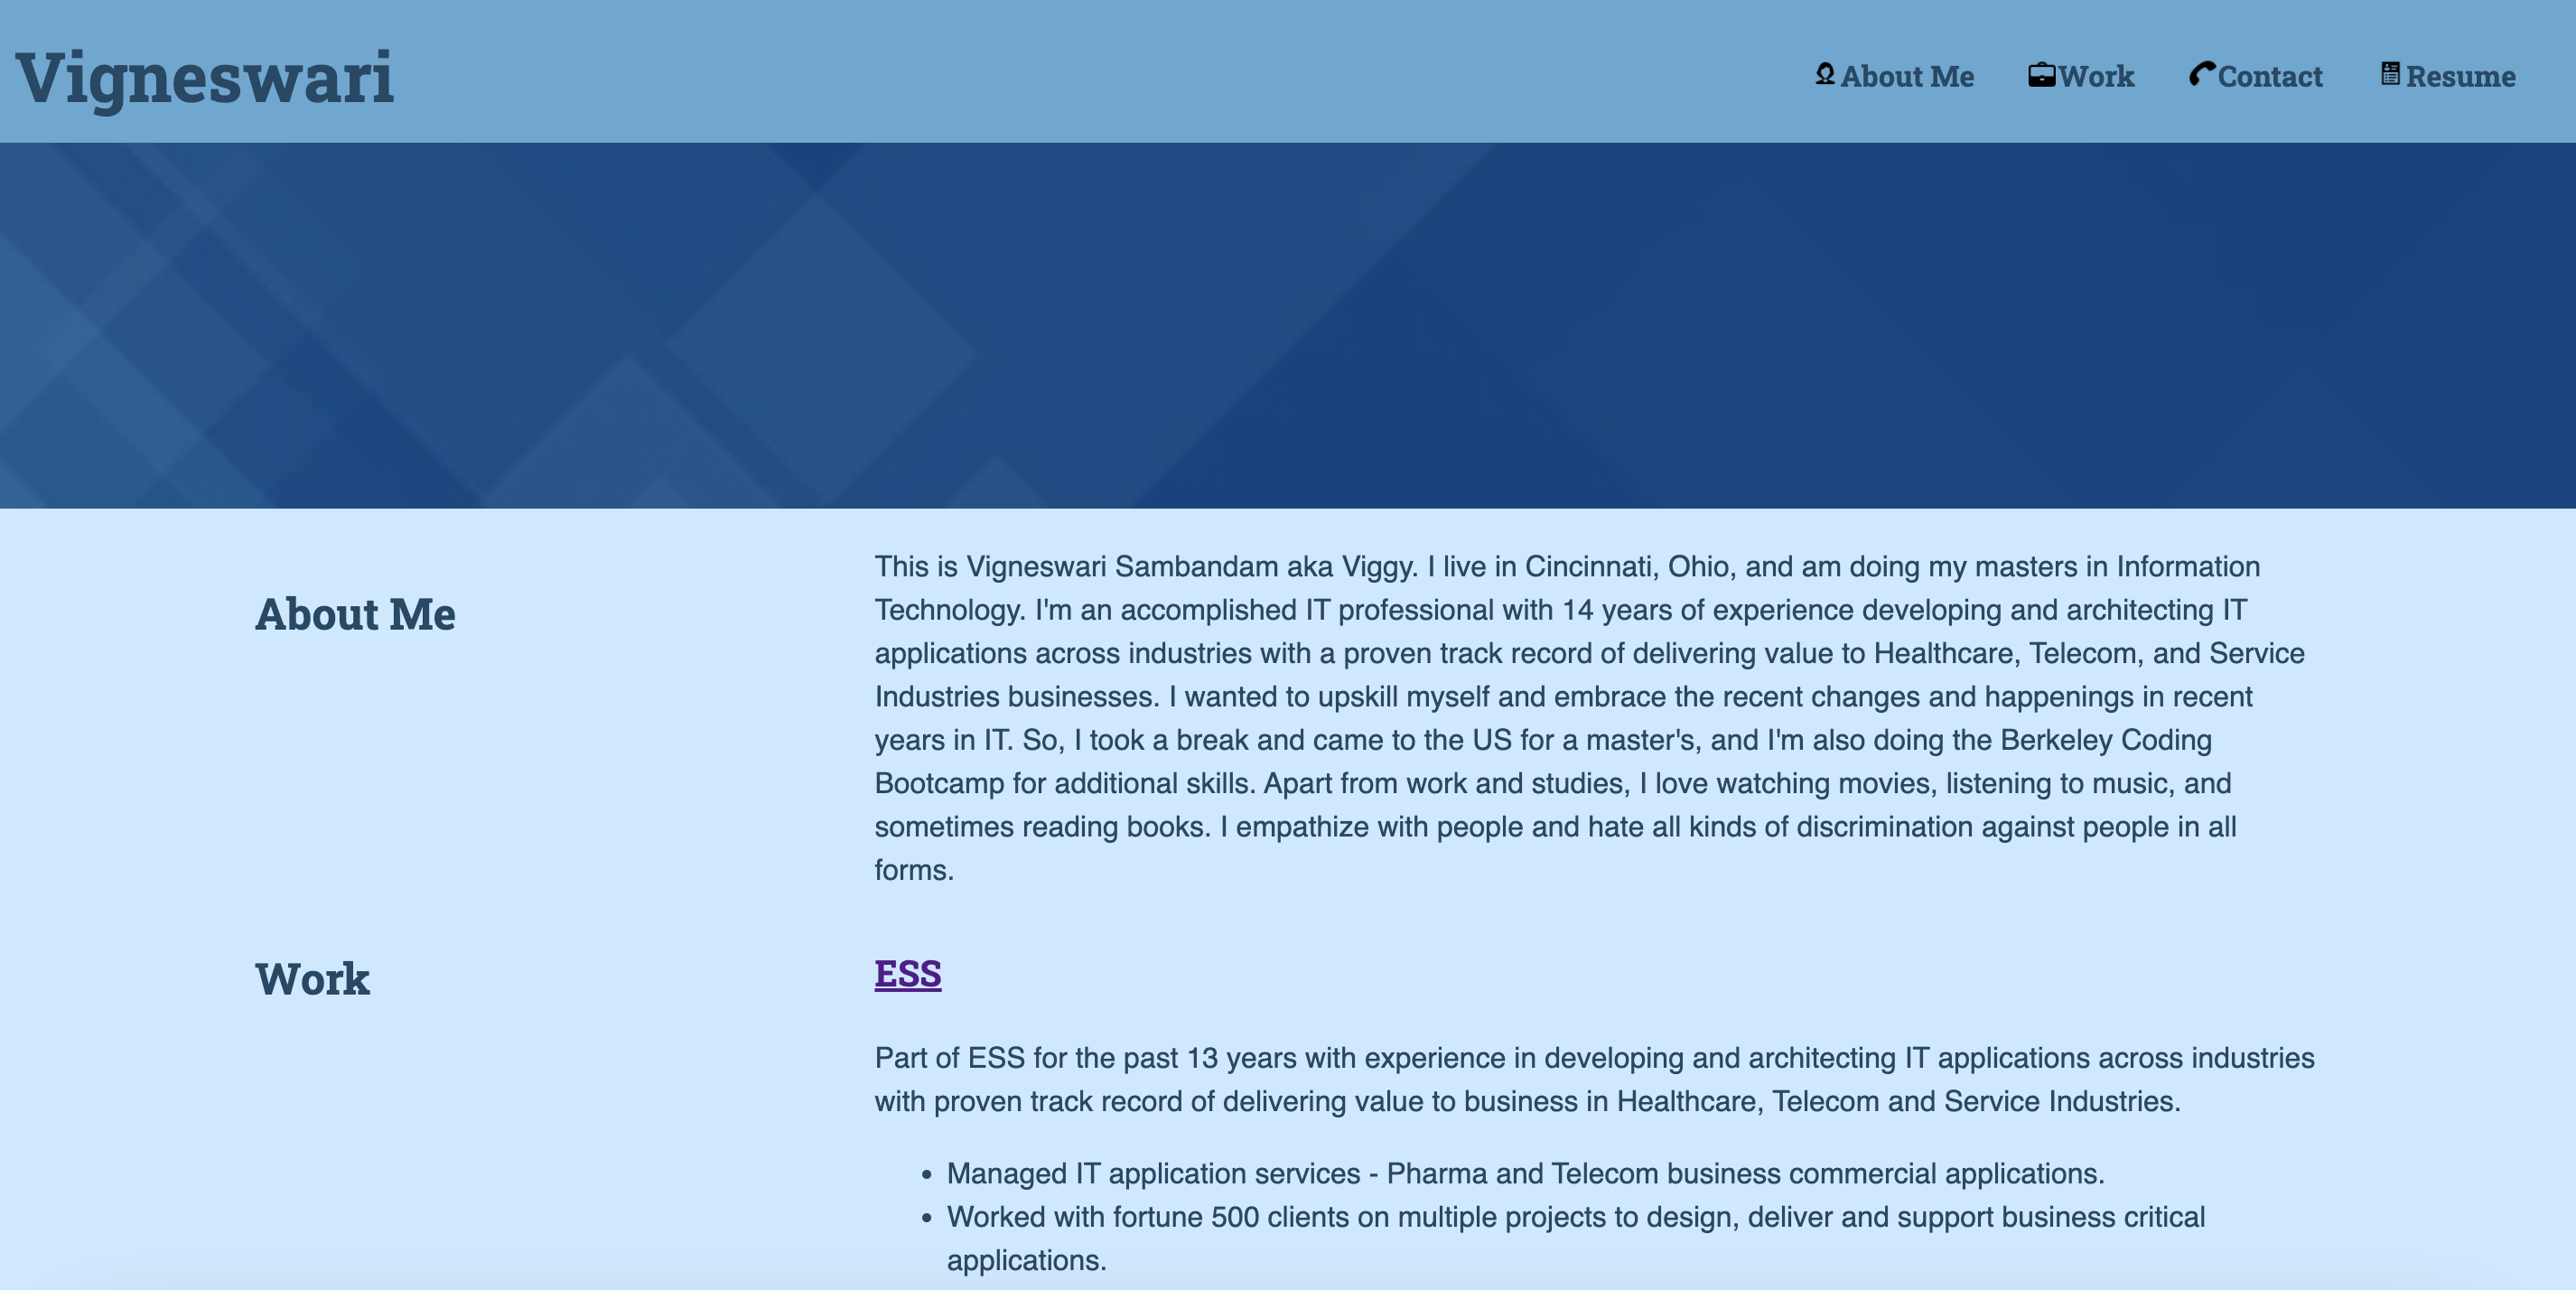 Vigneswari
About Me Work Contact Resume
About Me
This is Vigneswari Sambandam aka Viggy. I live in Cincinnati, Ohio, and am doing my masters in Information
Technology. I'm an accomplished IT professional with 14 years of experience developing and architecting IT
applications across industries with a proven track record of delivering value to Healthcare, Telecom, and Service
Industries businesses. I wanted to upskill myself and embrace the recent changes and happenings in recent
years in IT. So, I took a break and came to the US for a master's, and I'm also doing the Berkeley Coding
Bootcamp for additional skills. Apart from work and studies, I love watching movies, listening to music, and
sometimes reading books. I empathize with people and hate all kinds of discrimination against people in all
forms.
Work
ESS
Part of ESS for the past 13 years with experience in developing and architecting IT applications across industries
with proven track record of delivering value to business in Healthcare, Telecom and Service Industries.
• Managed IT application services - Pharma and Telecom business commercial applications.
• Worked with fortune 500 clients on multiple projects to design, deliver and support business critical
applications.